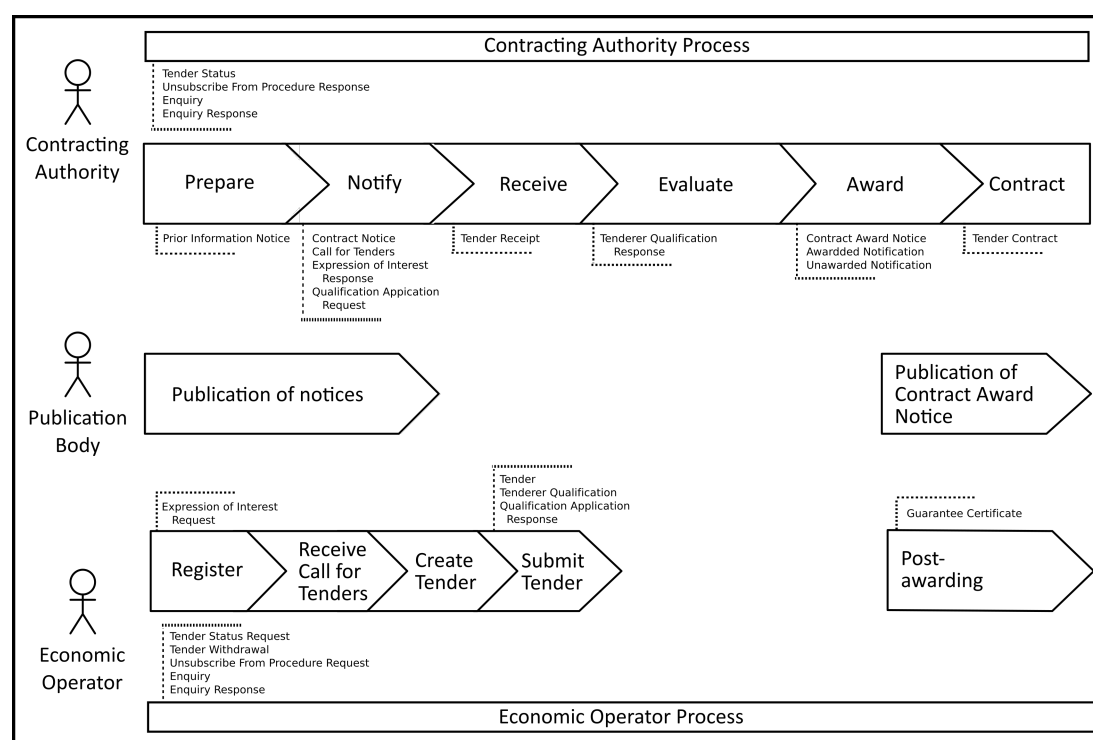 Contracting Authority Process
Tender Status
Unsubscribe From Procedure Response
Enquiry
Enquiry Response
Contracting
Authority
Prepare
Notify
Receive
Evaluate
Award
Contract
Prior Information Notice
Contract Notice
Call for Tenders
Expression of Interest
Response
Qualification Appication
Request
Tender Receipt
Tenderer Qualification
Response
Contract Award Notice
Awardded Notification
Unawarded Notification
Tender Contract
Publication
Body
Publication of notices
Publication of
Contract Award
Notice
Expression of Interest
Request
Tender
Tenderer Qualification
Qualification Application
Response
Guarantee Certificate
Economic
Operator
Register
Receive
Call for
Tenders
Create
Tender
Submit
Tender
Post-
awarding
Tender Status Request
Tender Withdrawal
Unsubscribe From Procedure Request
Enquiry
Enquiry Response
Economic Operator Process